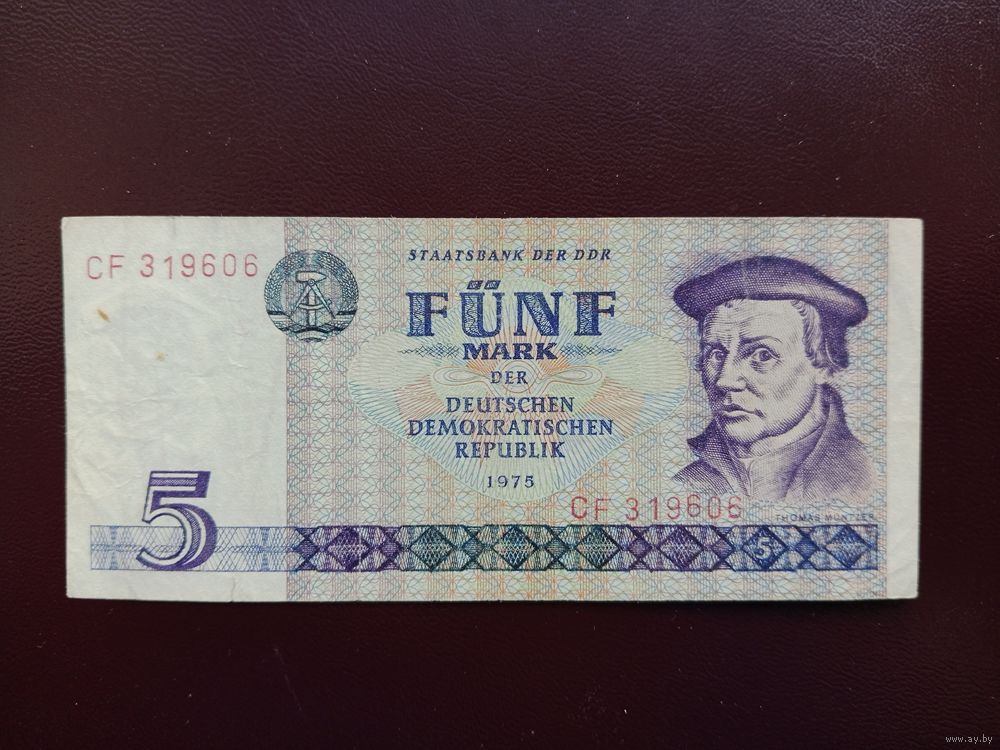 CF 319606
STAATSBANK DER DDR
FÜNF
MARK
DER
DEUTSCHEN
DEMOKRATISCHEN
REPUBLIK
1975
CF 319606
THOMAS MÜNTZER
5
5
www.ay.by